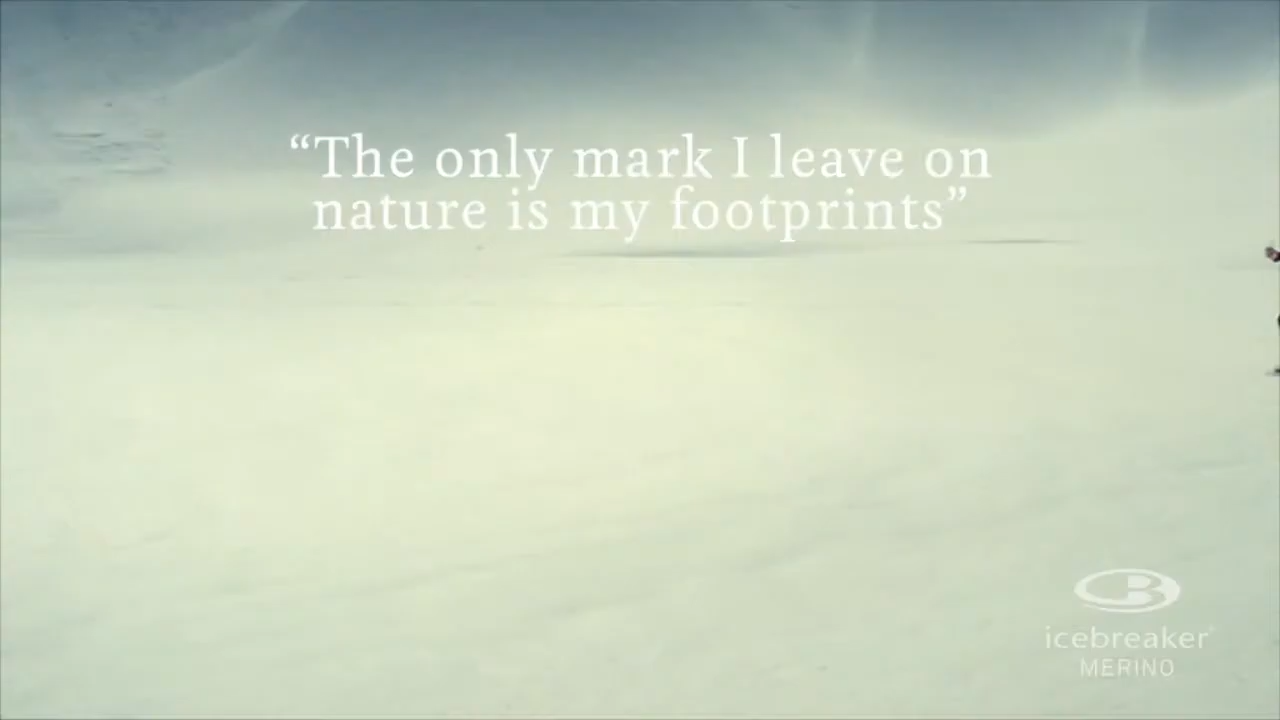 “The only mark I leave on
nature is my footprints”
icebreaker
MERINO